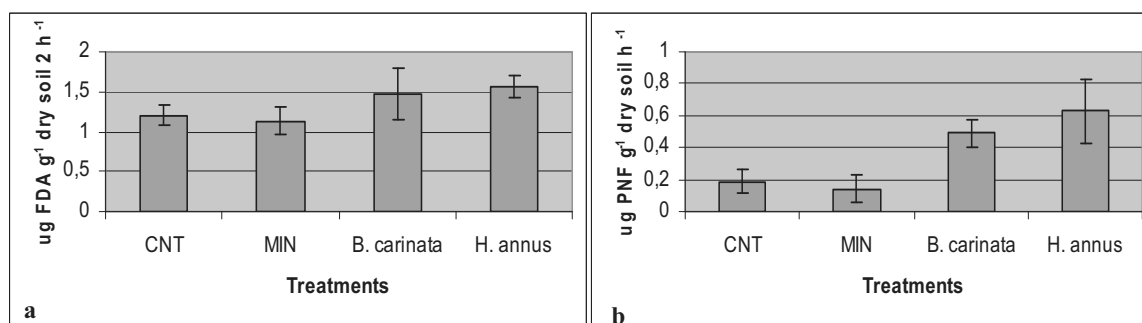 ug FDA g⁻¹ dry soil 2 h ⁻¹
2
1,5
1
0,5
0
CNT MIN B. carinata H. annus
Treatments
a
ug PNF g⁻¹ dry soil h⁻¹
1
0,8
0,6
0,4
0,2
0
CNT MIN B. carinata H. annus
Treatments
b